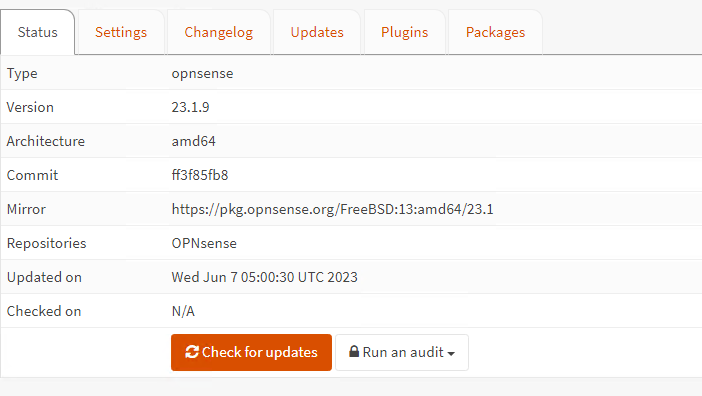 Status Settings Changelog Updates Plugins Packages
Type opnsense
Version 23.1.9
Architecture amd64
Commit ff3f85fb8
Mirror https://pkg.opnsense.org/FreeBSD:13:amd64/23.1
Repositories OPNsense
Updated on Wed Jun 7 05:00:30 UTC 2023
Checked on N/A
Check for updates Run an audit